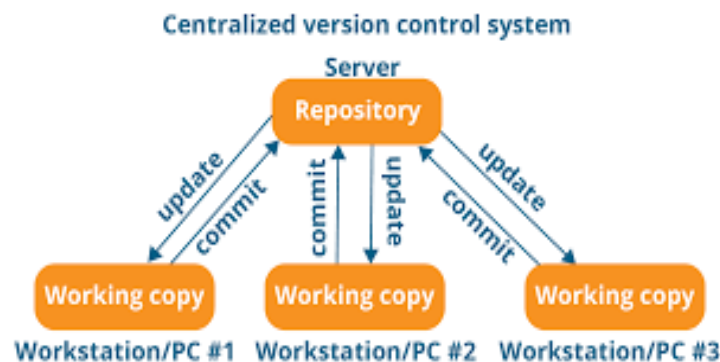 Centralized version control system
Server
Repository
update
commit
commit
update
commit
update
Working copy
Working copy
Working copy
Workstation/PC #1
Workstation/PC #2
Workstation/PC #3